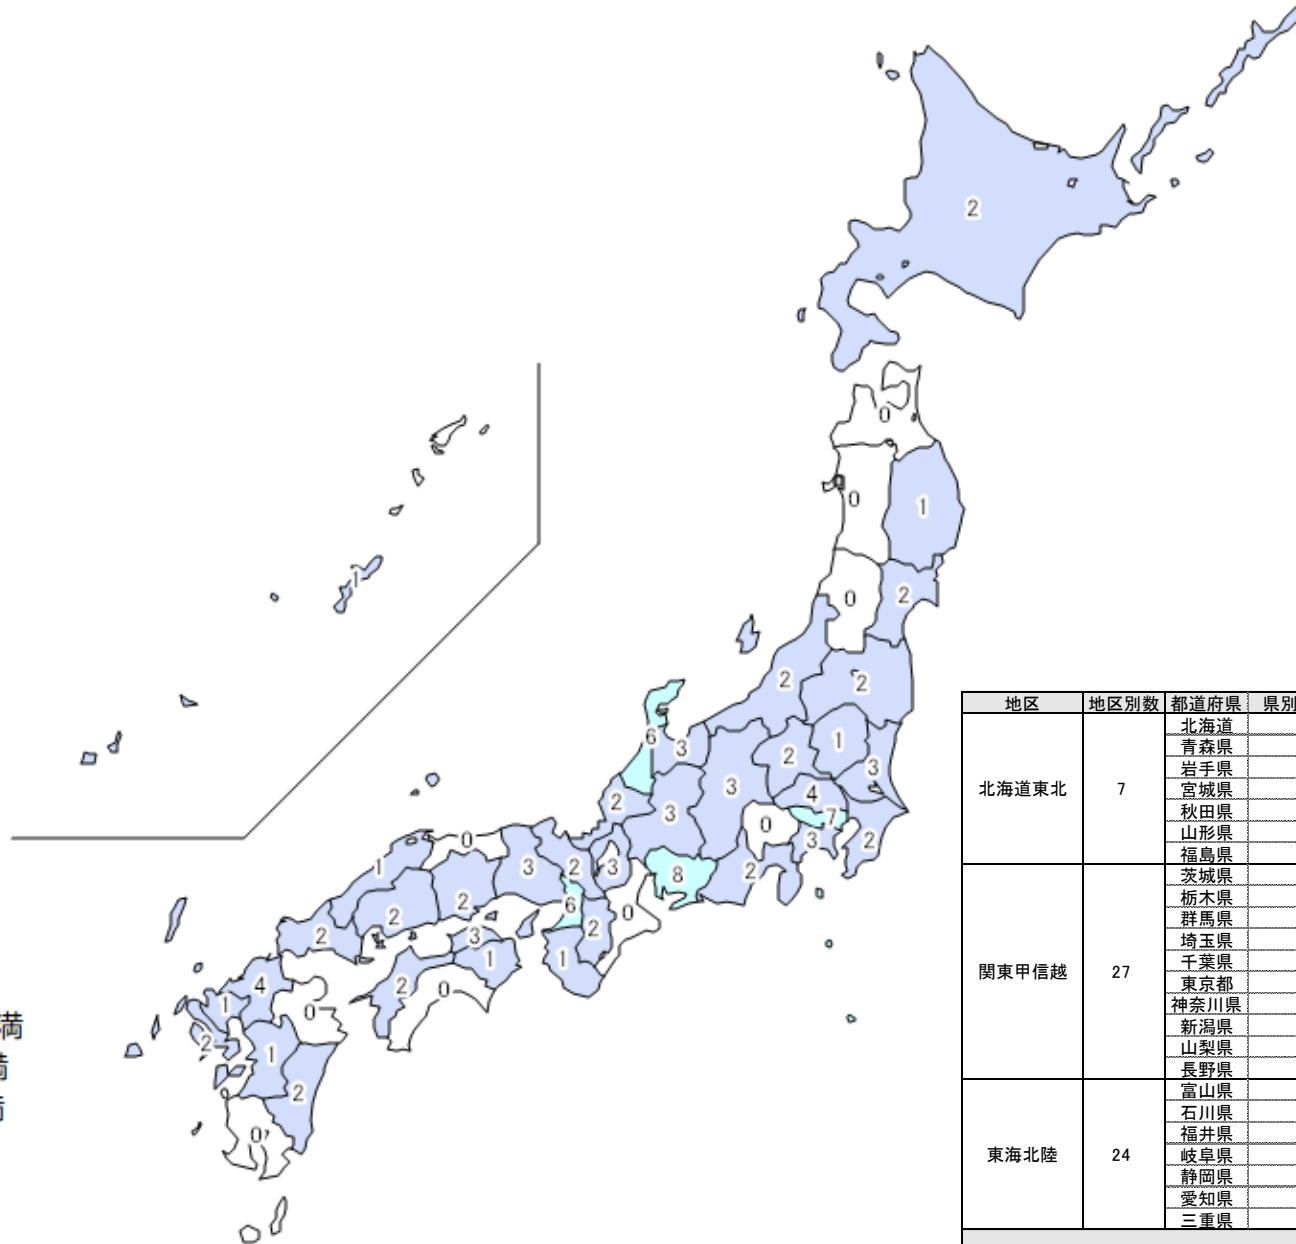 2
0
0
1
0
2
2
2
6
3
2
1
3
3
4
2
3
0
7
3
2
2
8
0
3
2
3
6
2
1
0
1
2
2
2
3
1
2
0
4
1
0
2
1
2
0
1
満
満
満
地区 地区別数 都道府県 県別
北海道東北 7 北海道
青森県
岩手県
宮城県
秋田県
山形県
福島県
関東甲信越 27 茨城県
栃木県
群馬県
埼玉県
千葉県
東京都
神奈川県
新潟県
山梨県
長野県
東海北陸 24 富山県
石川県
福井県
岐阜県
静岡県
愛知県
三重県